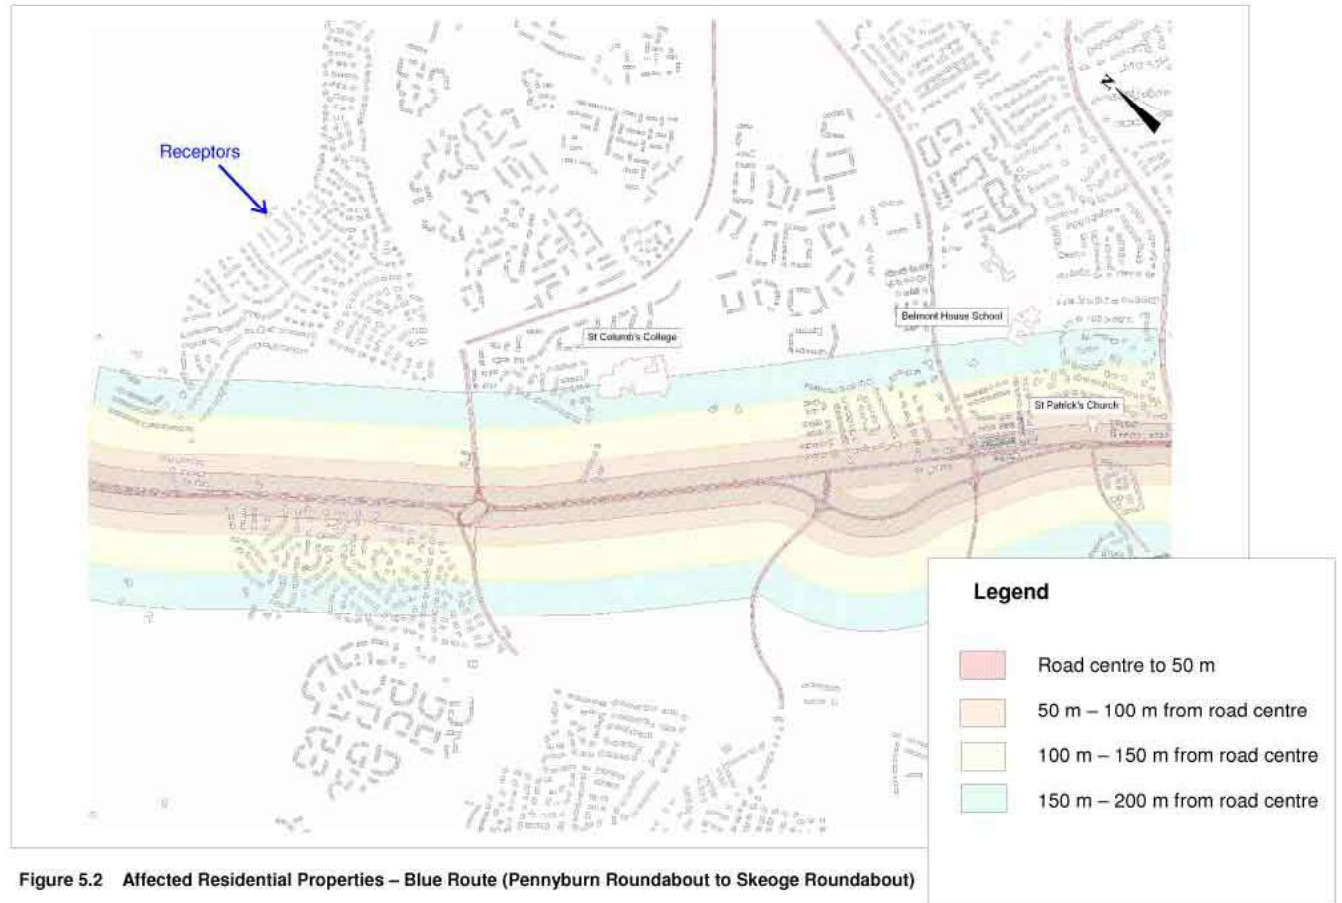 N
Receptors
Belmont House School
St Columb's College
St Patrick's Church
Legend
Road centre to 50 m
50 m – 100 m from road centre
100 m – 150 m from road centre
150 m – 200 m from road centre
Figure 5.2 Affected Residential Properties – Blue Route (Pennyburn Roundabout to Skeoge Roundabout)